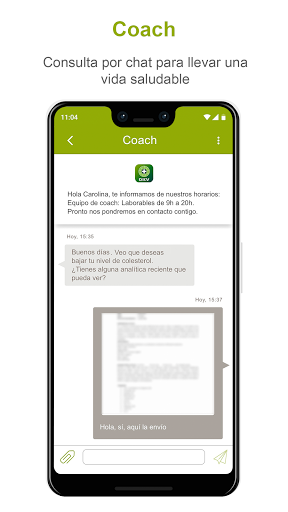 Coach
Consulta por chat para llevar una
vida saludable
11:04
Coach
DKV
Hola Carolina, te informamos de nuestros horarios:
Equipo de coach: Laborables de 9h a 20h.
Pronto nos pondremos en contacto contigo.
Hoy, 15:35
Buenos días. Veo que deseas
bajar tu nivel de colesterol.
¿Tienes alguna analítica reciente que
pueda ver?
Hoy, 15:37
Hola, sí, aquí la envío